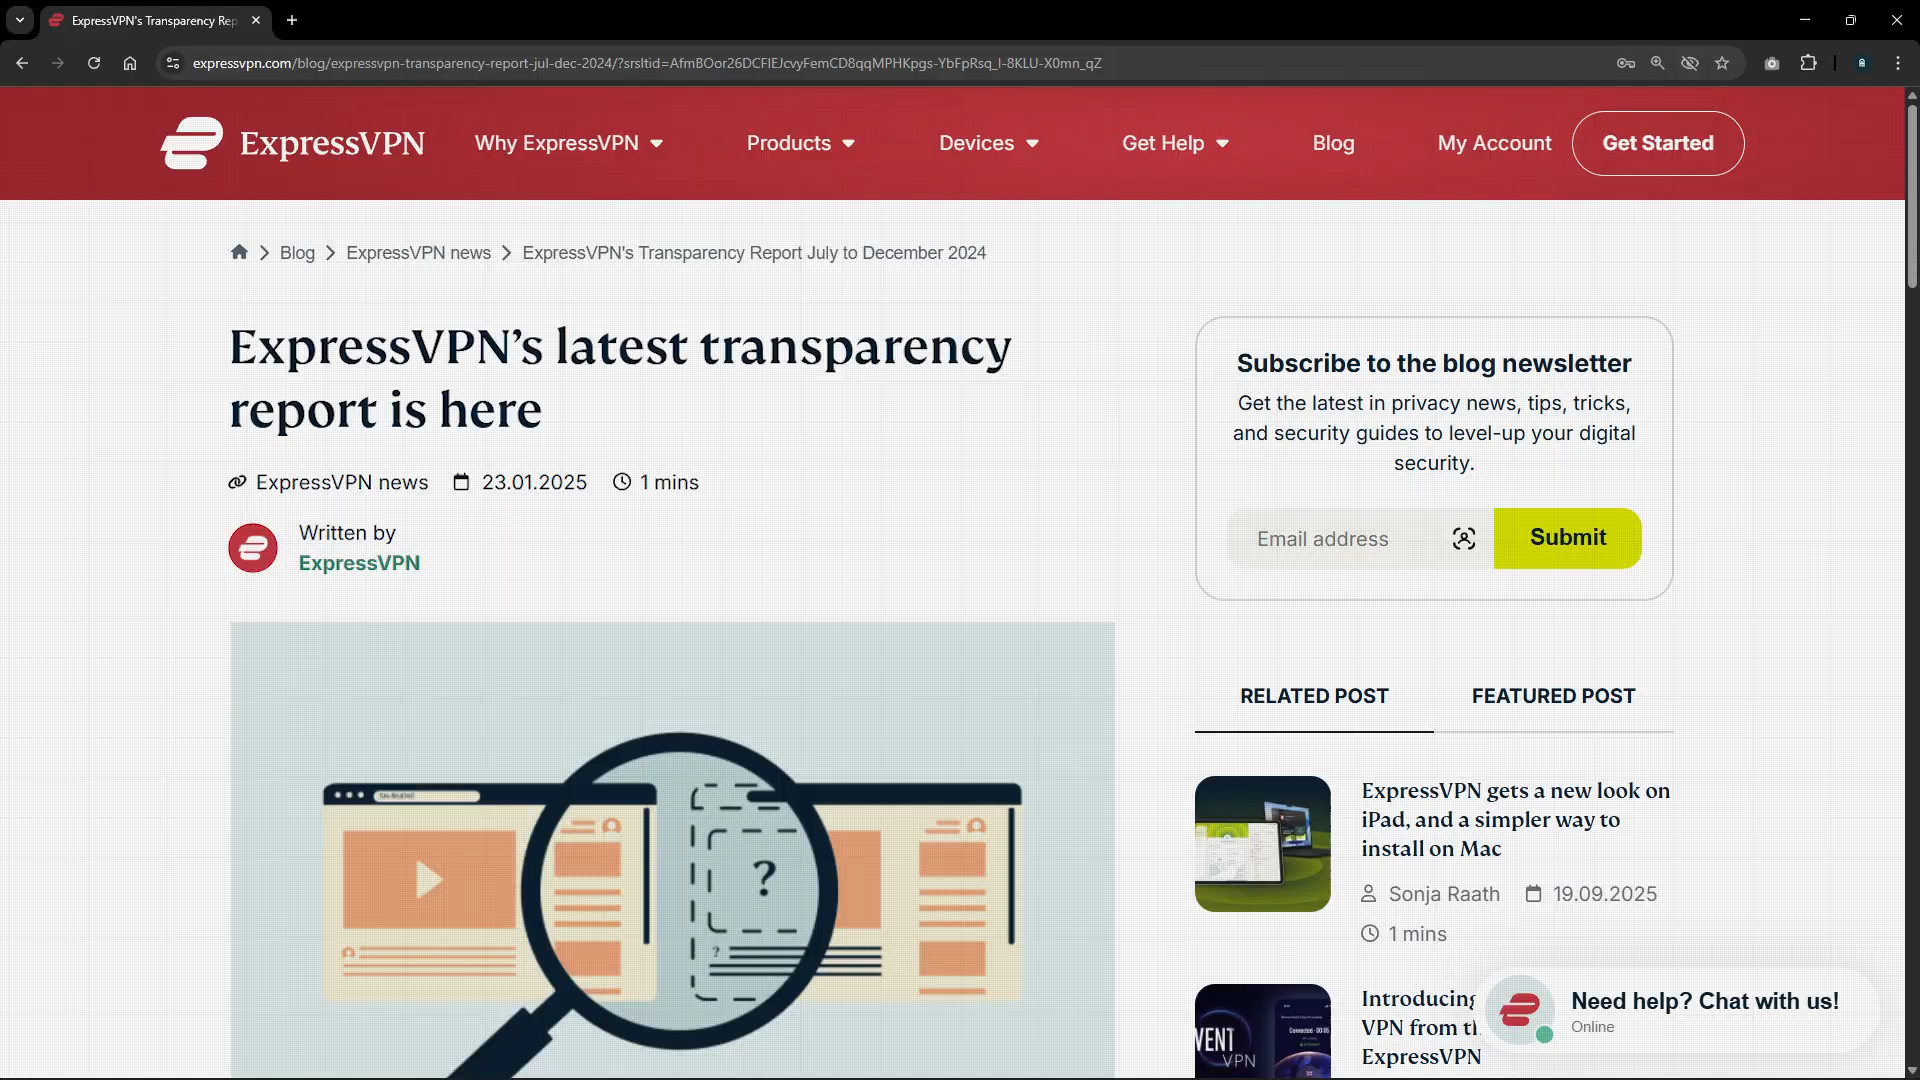 ExpressVPN's Transparency Rep
expressvpn.com/blog/expressvpn-transparency-report-jul-dec-2024/?srsltid=AfmBOor26DCFIEJcvyFemCD8qqMPHKpgs-YbFpRsq_l-8KLU-X0mn_qZ
ExpressVPN
Why ExpressVPN
Products
Devices
Get Help
Blog
My Account
Get Started
Blog
ExpressVPN news
ExpressVPN's Transparency Report July to December 2024
ExpressVPN’s latest transparency
report is here
ExpressVPN news
23.01.2025
1 mins
Written by
ExpressVPN
Subscribe to the blog newsletter
Get the latest in privacy news, tips, tricks,
and security guides to level-up your digital
security.
Email address
Submit
RELATED POST
FEATURED POST
ExpressVPN gets a new look on
iPad, and a simpler way to
install on Mac
Sonja Raath
19.09.2025
1 mins
Introducing
VPN from
ExpressVPN
VENT
VPN
Need help? Chat with us!
Online
?
?